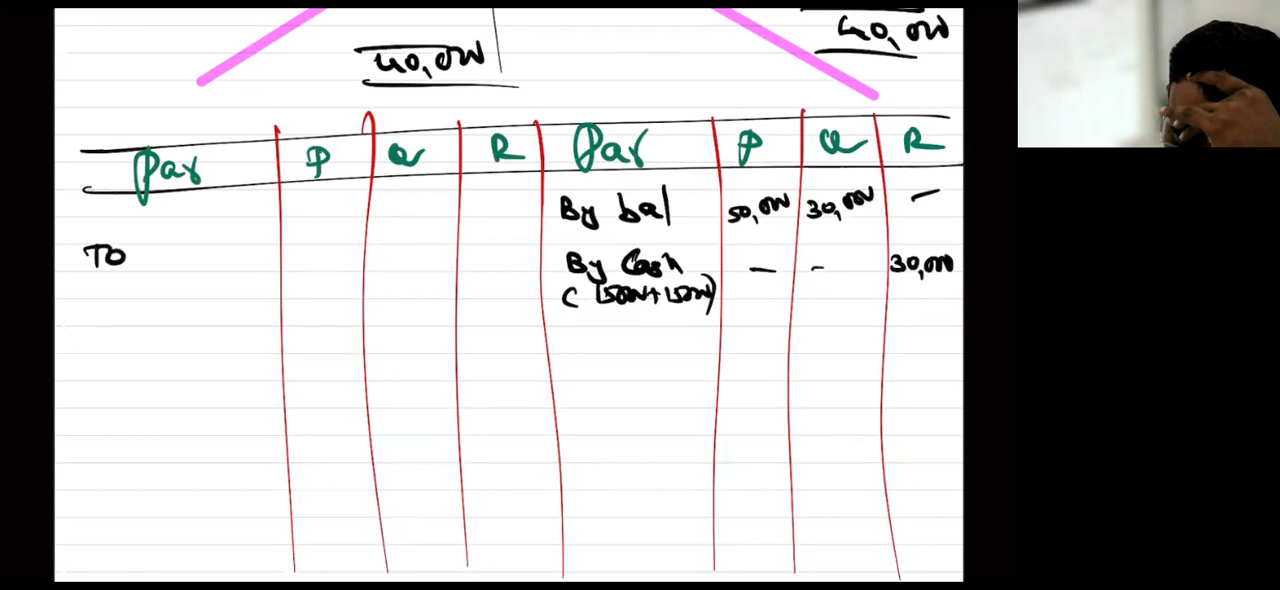 40,000
40,000
Par P Q R Par P Q R
By bal 50,000 30,000 —
To By Cash — - 30,000
( 15000+15000)